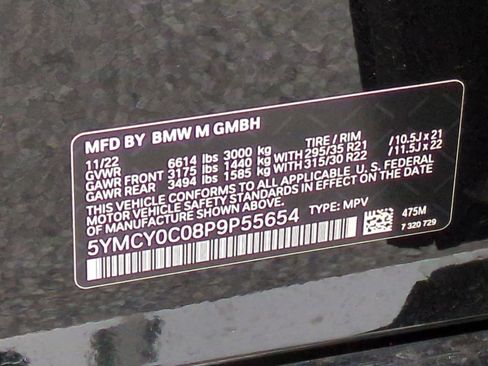 MFD BY BMW M GMBH
11/22 TIRE / RIM
GVWR 6614 lbs 3000 kg
GAWR FRONT 3175 lbs 1440 kg WITH 295/35 R21 / 10.5J x 21
GAWR REAR 3494 lbs 1585 kg WITH 315/30 R22 / 11.5J x 22
THIS VEHICLE CONFORMS TO ALL APPLICABLE U.S. FEDERAL
MOTOR VEHICLE SAFETY STANDARDS IN EFFECT ON THE DATE
OF MANUFACTURE SHOWN ABOVE.
5YMCY0C08P9P55654 TYPE: MPV 475M
7 320 729